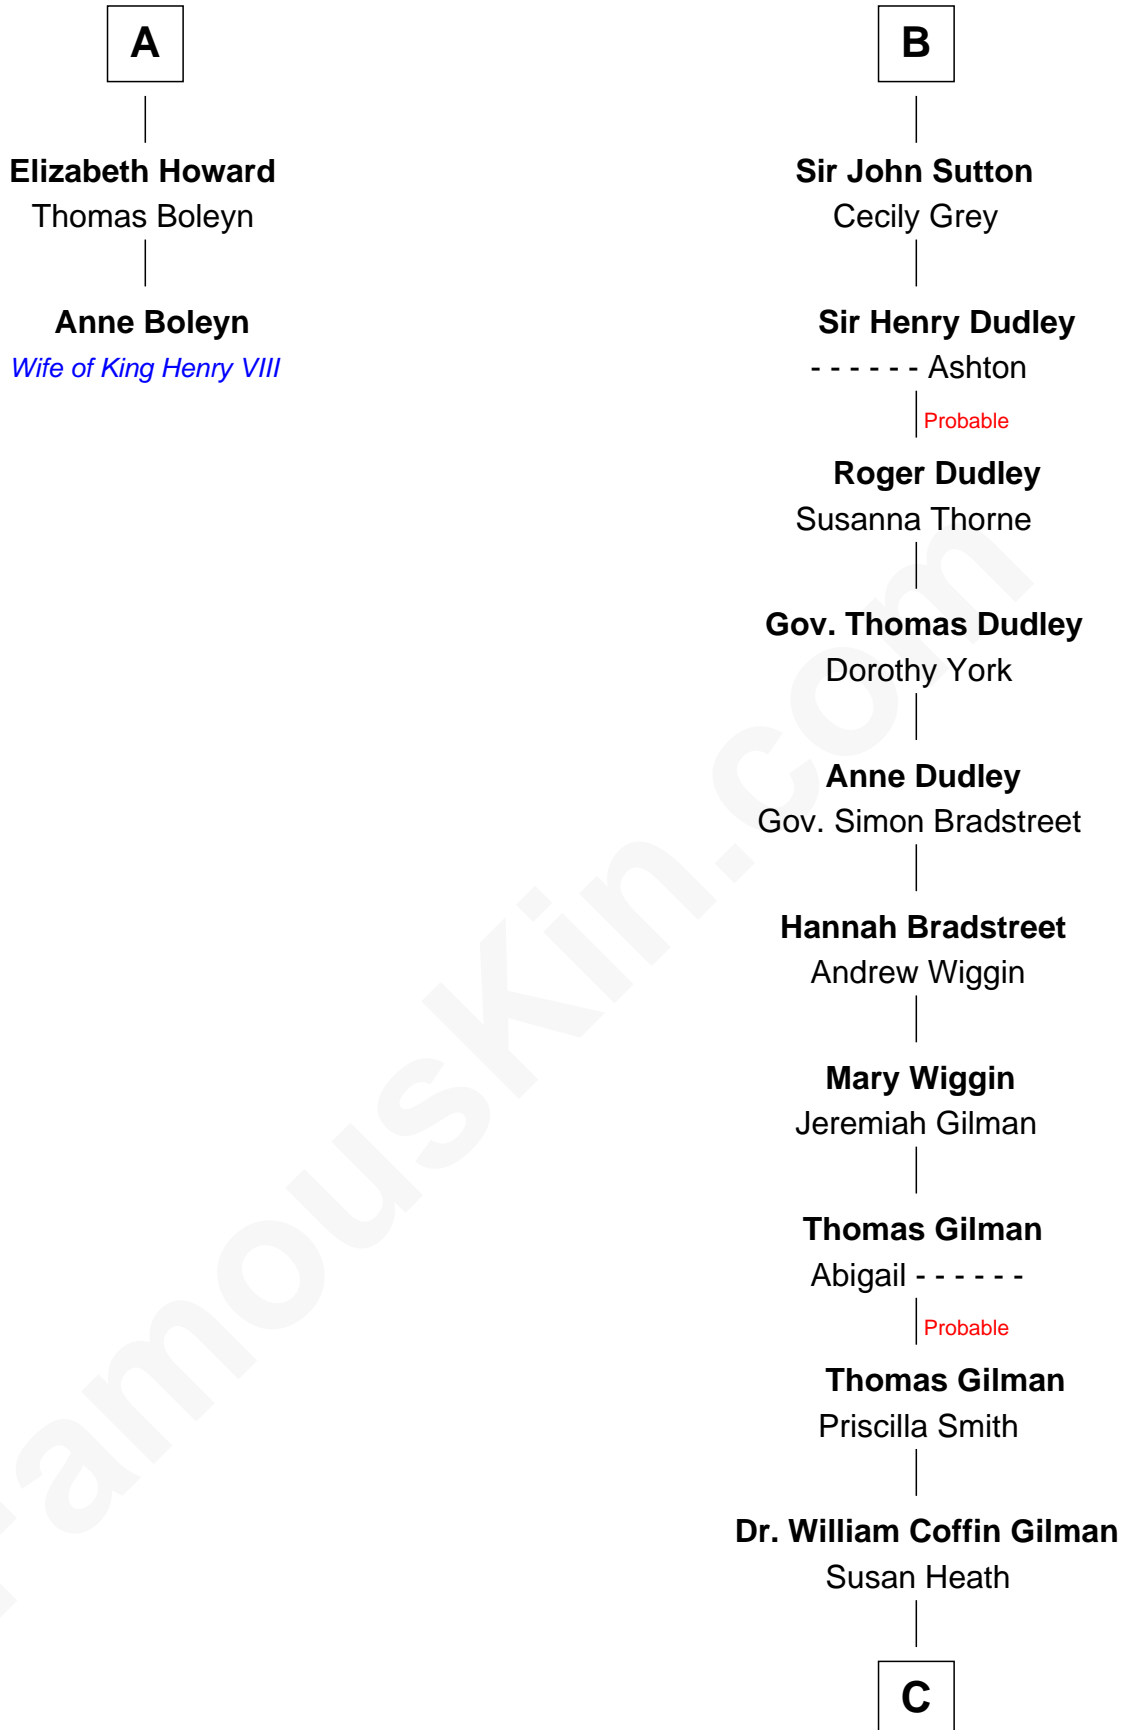 A
Elizabeth Howard
Thomas Boleyn
Anne Boleyn
Wife of King Henry VIII
B
Sir John Sutton
Cecily Grey
Sir Henry Dudley
- - - - - - Ashton
Probable
Roger Dudley
Susanna Thorne
Gov. Thomas Dudley
Dorothy York
Anne Dudley
Gov. Simon Bradstreet
Hannah Bradstreet
Andrew Wiggin
Mary Wiggin
Jeremiah Gilman
Thomas Gilman
Abigail - - - - - -
Probable
Thomas Gilman
Priscilla Smith
Dr. William Coffin Gilman
Susan Heath
C
FamousKin.com